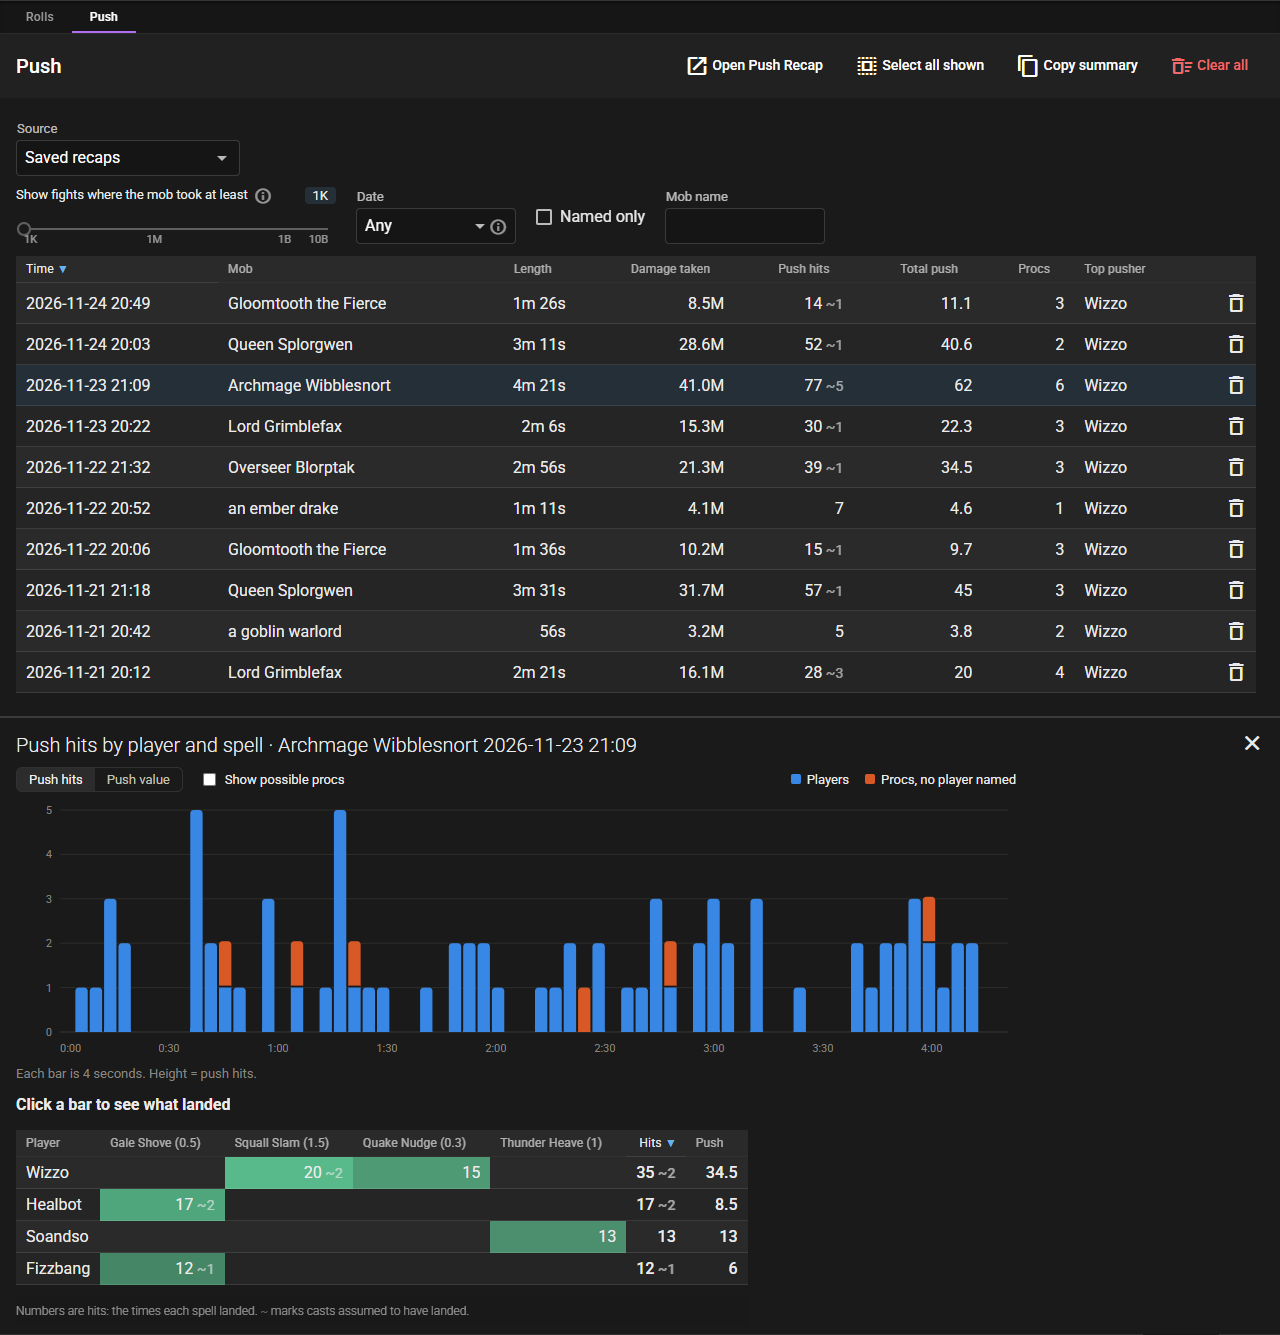 Rolls Push
Push
Open Push Recap Select all shown Copy summary Clear all
Source
Saved recaps
Show fights where the mob took at least 1K
1K 1M 1B 10B
Date
Any
Named only
Mob name
Time ▼ Mob Length Damage taken Push hits Total push Procs Top pusher
2026-11-24 20:49 Gloomtooth the Fierce 1m 26s 8.5M 14 ~1 11.1 3 Wizzo
2026-11-24 20:03 Queen Splorgwen 3m 11s 28.6M 52 ~1 40.6 2 Wizzo
2026-11-23 21:09 Archmage Wibblesnort 4m 21s 41.0M 77 ~5 62 6 Wizzo
2026-11-23 20:22 Lord Grimblefax 2m 6s 15.3M 30 ~1 22.3 3 Wizzo
2026-11-22 21:32 Overseer Blorptak 2m 56s 21.3M 39 ~1 34.5 3 Wizzo
2026-11-22 20:52 an ember drake 1m 11s 4.1M 7 4.6 1 Wizzo
2026-11-22 20:06 Gloomtooth the Fierce 1m 36s 10.2M 15 ~1 9.7 3 Wizzo
2026-11-21 21:18 Queen Splorgwen 3m 31s 31.7M 57 ~1 45 3 Wizzo
2026-11-21 20:42 a goblin warlord 56s 3.2M 5 3.8 2 Wizzo
2026-11-21 20:12 Lord Grimblefax 2m 21s 16.1M 28 ~3 20 4 Wizzo
Push hits by player and spell · Archmage Wibblesnort 2026-11-23 21:09
Push hits Push value Show possible procs Players Procs, no player named
5
4
3
2
1
0
0:00 0:30 1:00 1:30 2:00 2:30 3:00 3:30 4:00
Each bar is 4 seconds. Height = push hits.
Click a bar to see what landed
Player Gale Shove (0.5) Squall Slam (1.5) Quake Nudge (0.3) Thunder Heave (1) Hits ▼ Push
Wizzo 20 ~2 15 35 ~2 34.5
Healbot 17 ~2 17 ~2 8.5
Soandso 13 13 13
Fizzbang 12 ~1 12 ~1 6
Numbers are hits: the times each spell landed. ~ marks casts assumed to have landed.